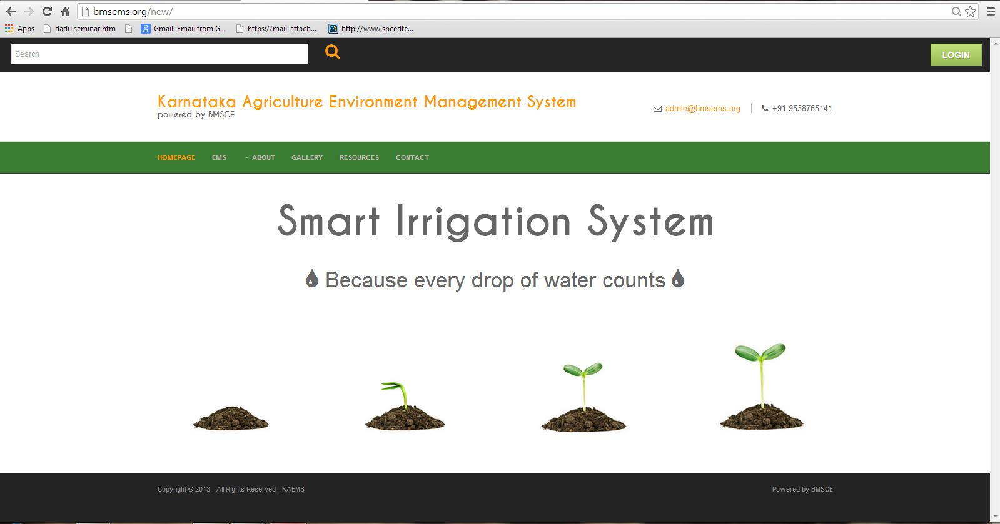 bmsems.org/new/
Apps dadu seminar.htm Gmail: Email from G... https://mail-attach... http://www.speedte...
Search
LOGIN
Karnataka Agriculture Environment Management System
powered by BMSCE
admin@bmsems.org +91 9538765141
HOMEPAGE EMS ABOUT GALLERY RESOURCES CONTACT
Smart Irrigation System
Because every drop of water counts
Copyright © 2013 - All Rights Reserved - KAEMS Powered by BMSCE